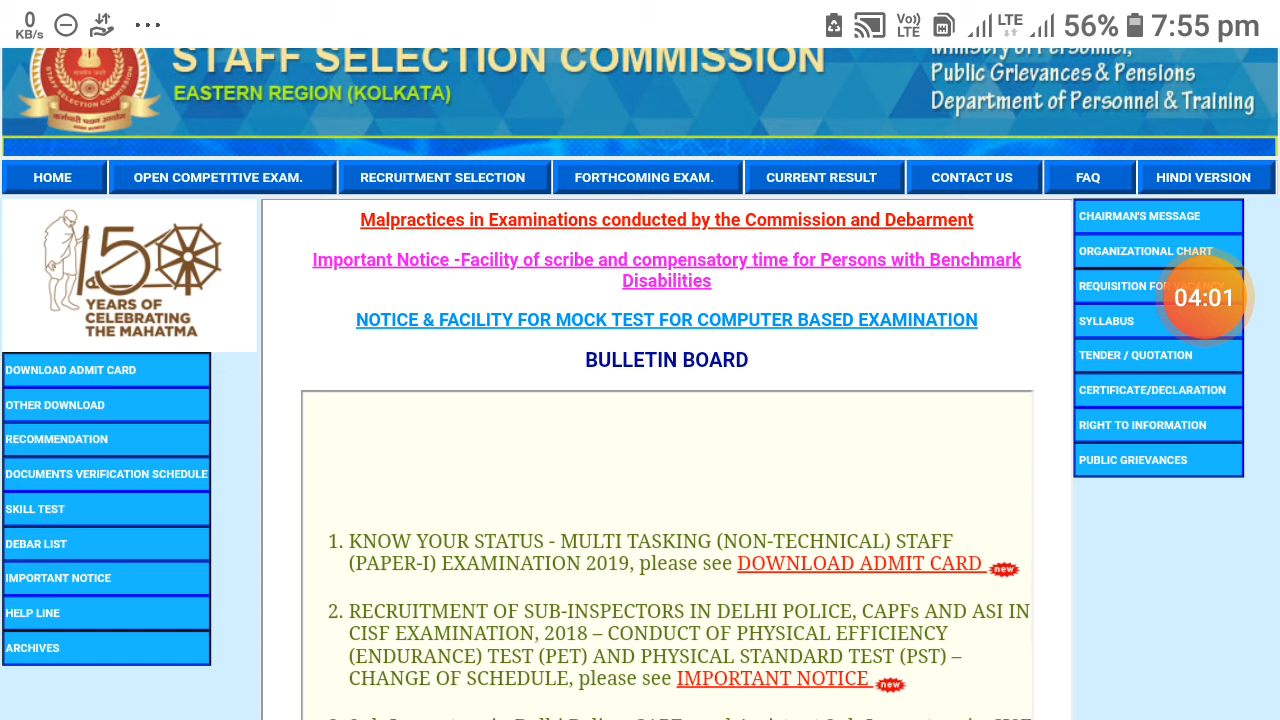 0
KB/s
Vo))
LTE
LTE
56%
7:55 pm
STAFF SELECTION COMMISSION
EASTERN REGION (KOLKATA)
Ministry of Personnel,
Public Grievances & Pensions
Department of Personnel & Training
STAFF SELECTION COMMISSION
HOME
OPEN COMPETITIVE EXAM.
RECRUITMENT SELECTION
FORTHCOMING EXAM.
CURRENT RESULT
CONTACT US
FAQ
HINDI VERSION
150
YEARS OF
CELEBRATING
THE MAHATMA
DOWNLOAD ADMIT CARD
OTHER DOWNLOAD
RECOMMENDATION
DOCUMENTS VERIFICATION SCHEDULE
SKILL TEST
DEBAR LIST
IMPORTANT NOTICE
HELP LINE
ARCHIVES
Malpractices in Examinations conducted by the Commission and Debarment
Important Notice -Facility of scribe and compensatory time for Persons with Benchmark
Disabilities
NOTICE & FACILITY FOR MOCK TEST FOR COMPUTER BASED EXAMINATION
BULLETIN BOARD
1. KNOW YOUR STATUS - MULTI TASKING (NON-TECHNICAL) STAFF
(PAPER-I) EXAMINATION 2019, please see DOWNLOAD ADMIT CARD new
2. RECRUITMENT OF SUB-INSPECTORS IN DELHI POLICE, CAPFs AND ASI IN
CISF EXAMINATION, 2018 – CONDUCT OF PHYSICAL EFFICIENCY
(ENDURANCE) TEST (PET) AND PHYSICAL STANDARD TEST (PST) –
CHANGE OF SCHEDULE, please see IMPORTANT NOTICE new
CHAIRMAN'S MESSAGE
ORGANIZATIONAL CHART
REQUISITION FOR
04:01
SYLLABUS
TENDER / QUOTATION
CERTIFICATE/DECLARATION
RIGHT TO INFORMATION
PUBLIC GRIEVANCES